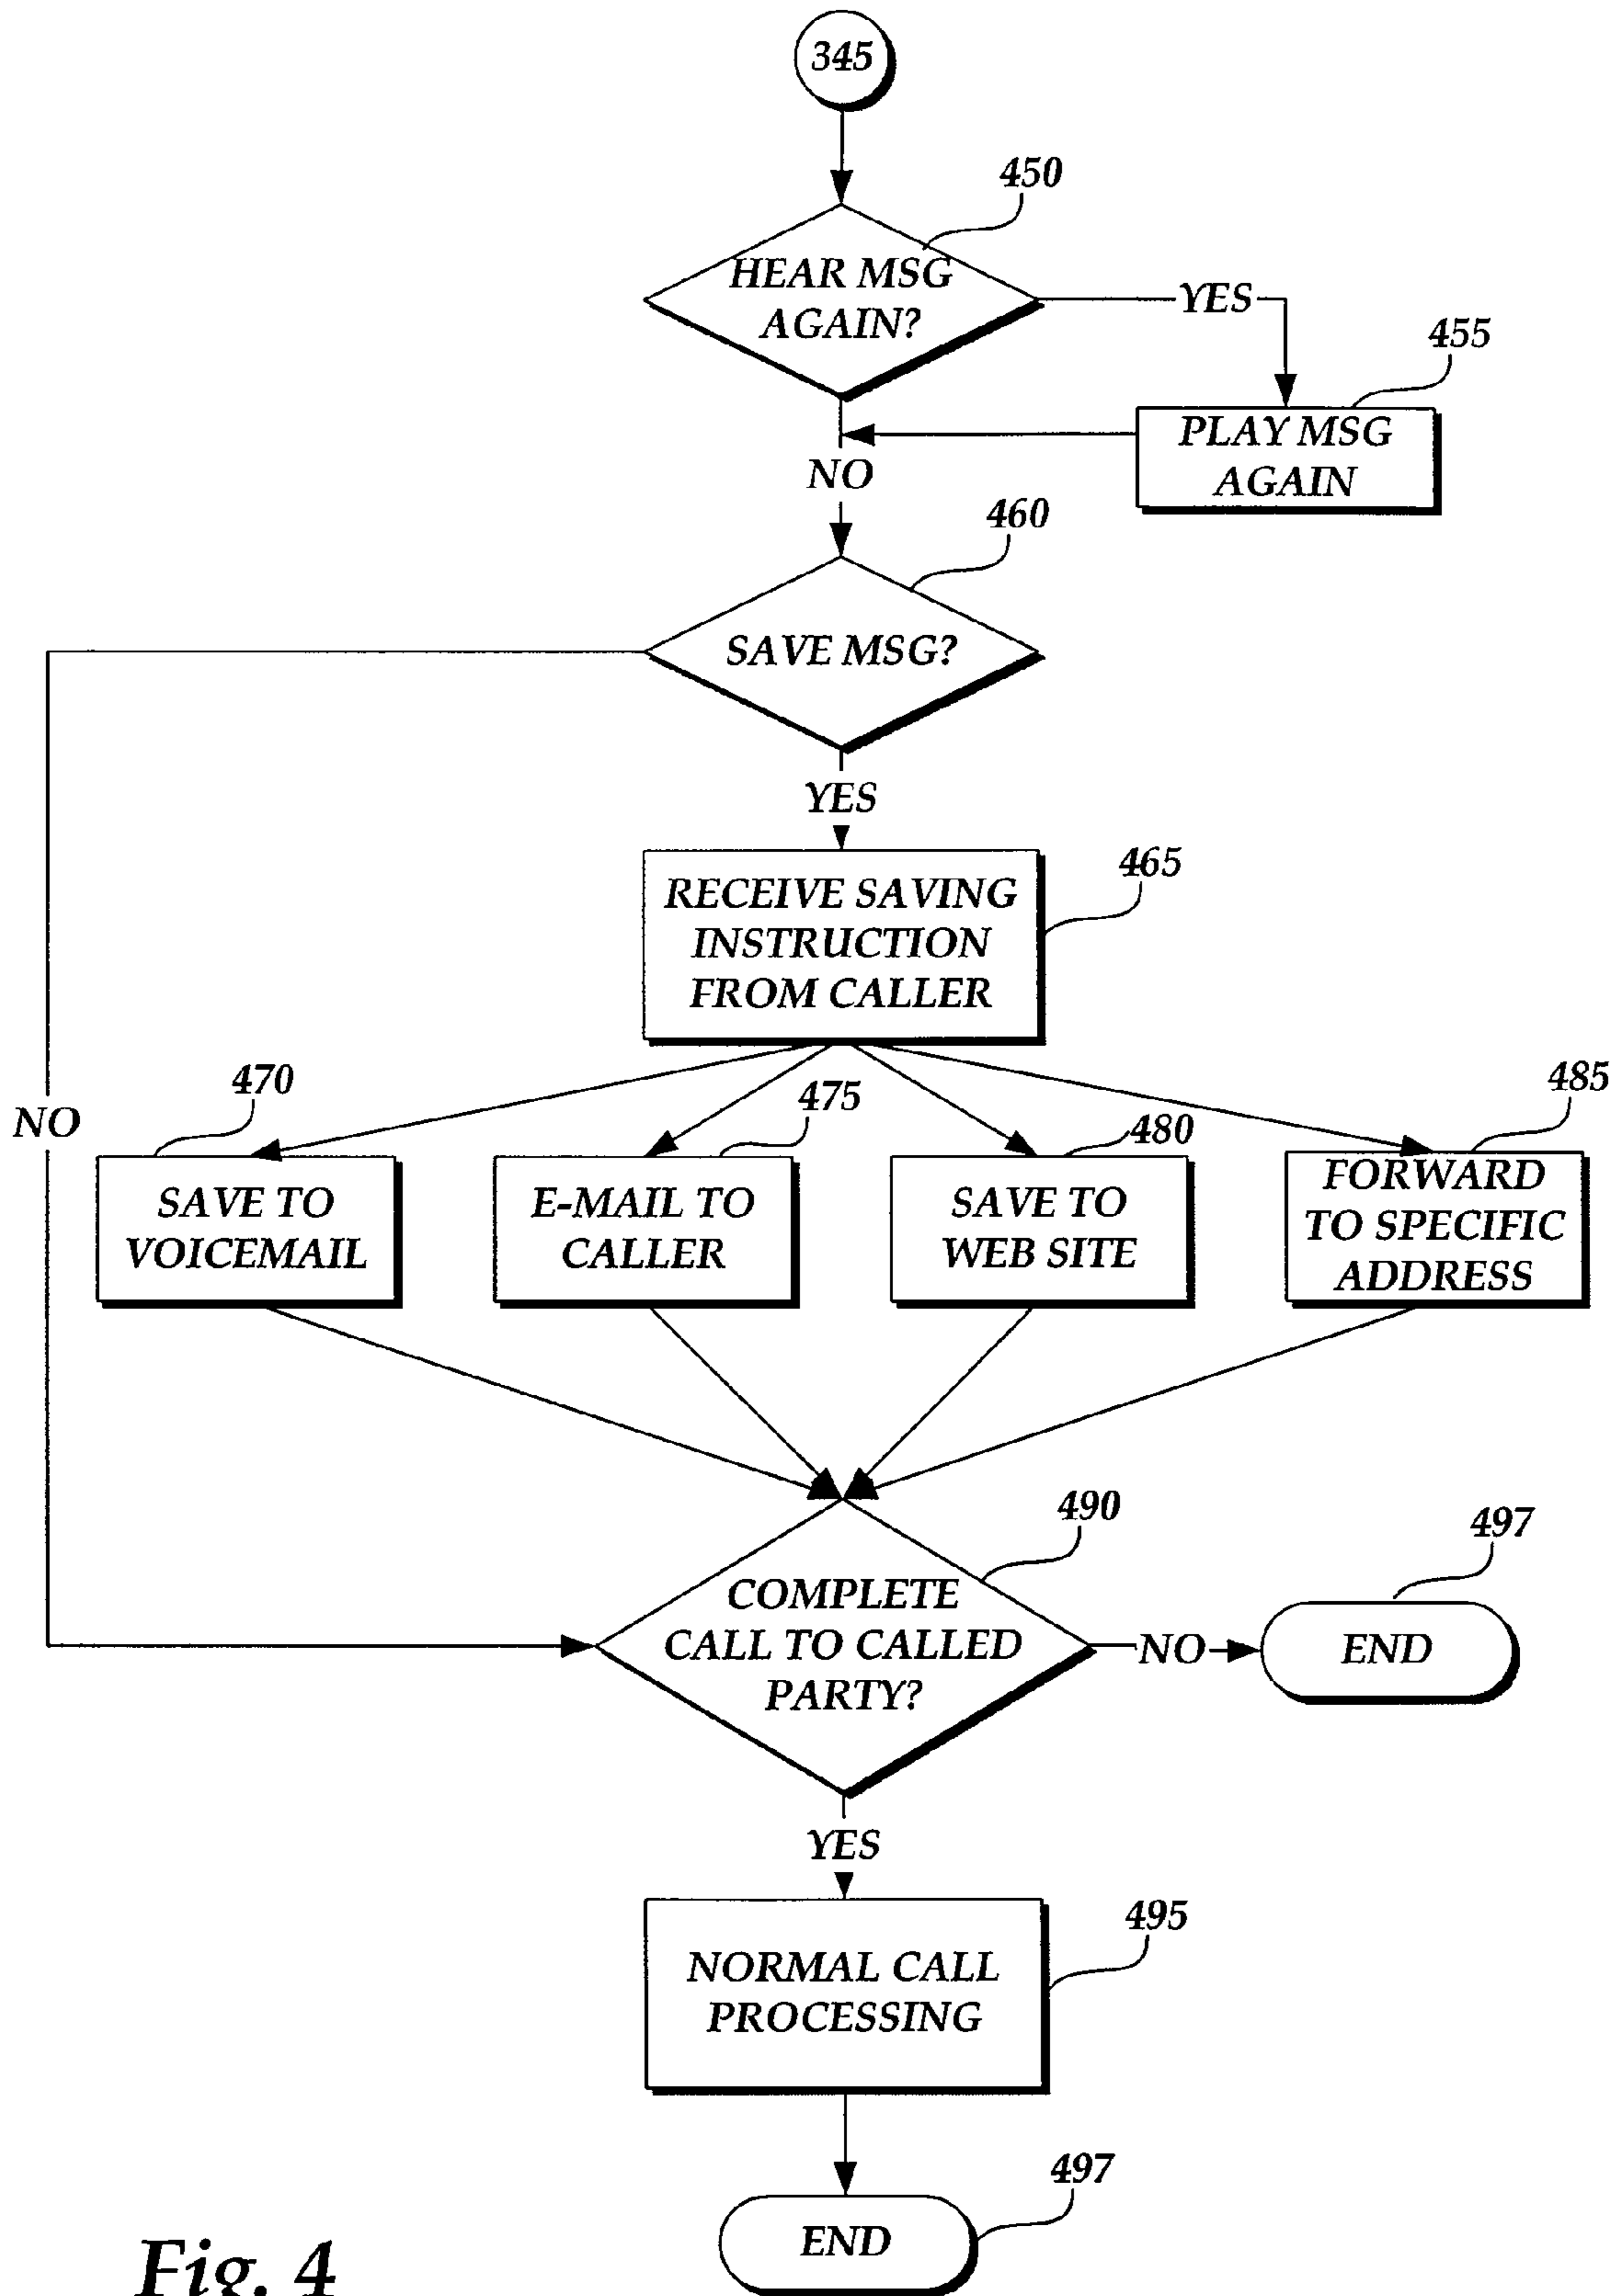 345
450
HEAR MSG
AGAIN?
YES
455
PLAY MSG
AGAIN
NO
460
SAVE MSG?
YES
465
RECEIVE SAVING
INSTRUCTION
FROM CALLER
NO
470
475
480
485
SAVE TO
VOICEMAIL
E-MAIL TO
CALLER
SAVE TO
WEB SITE
FORWARD
TO SPECIFIC
ADDRESS
490
COMPLETE
CALL TO CALLED
PARTY?
NO
497
END
YES
495
NORMAL CALL
PROCESSING
497
END
Fig. 4